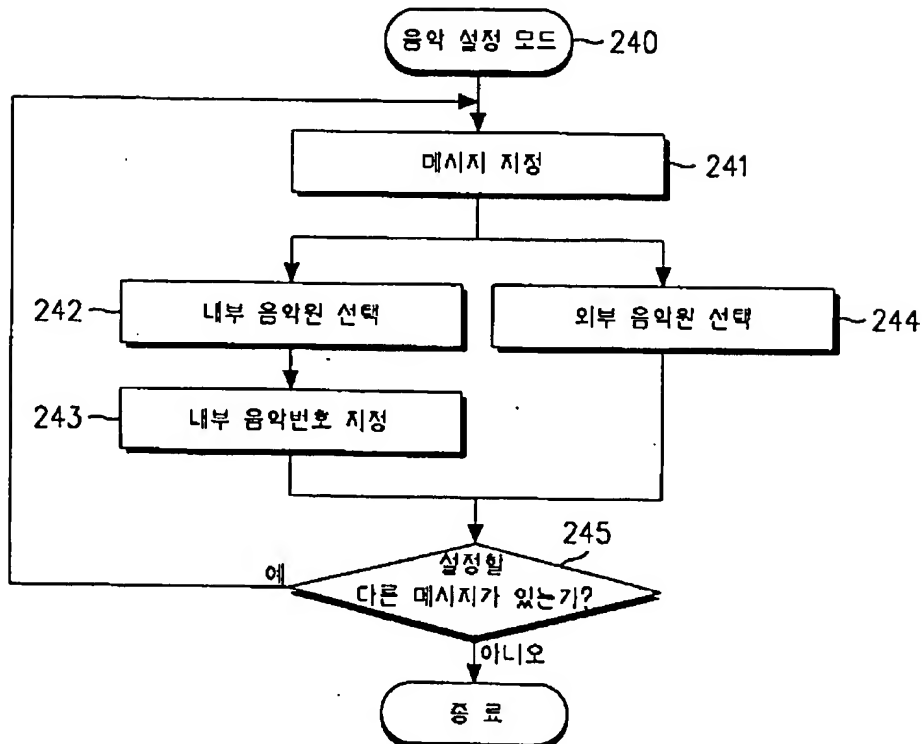 음악 설정 모드 240
메시지 지정 241
242 내부 음악원 선택
외부 음악원 선택 244
243 내부 음악번호 지정
245
설정할
예
다른 메시지가 있는가?
아니오
종 료